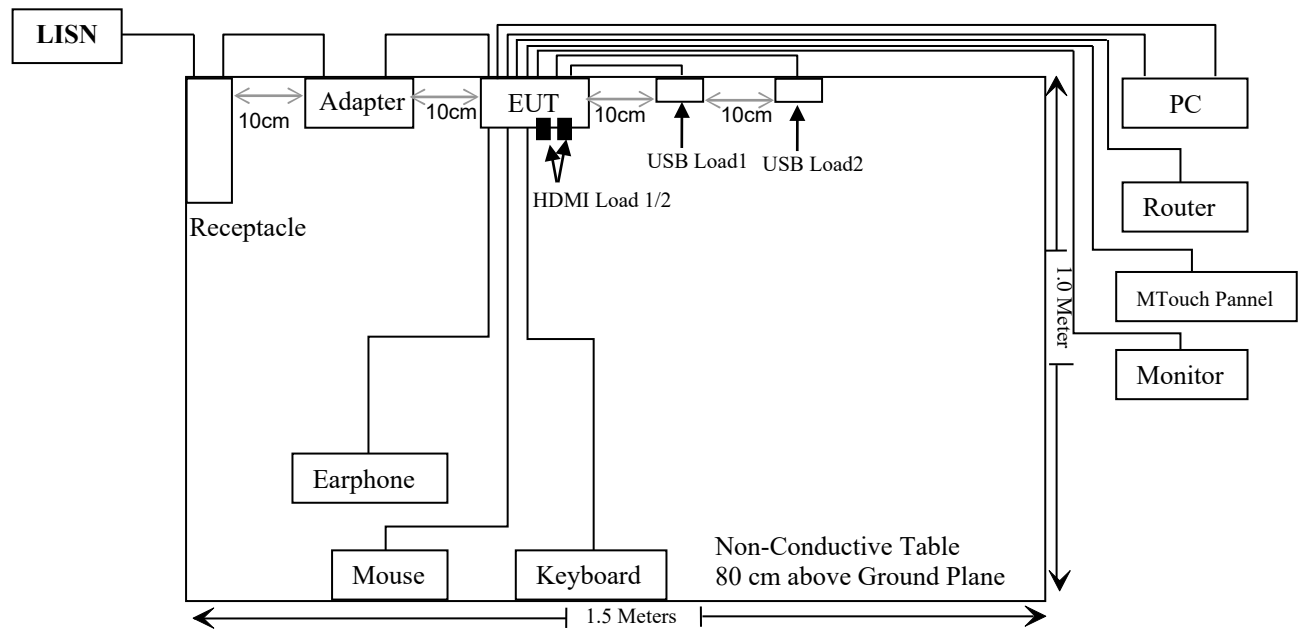 LISN
Adapter
EUT
PC
10cm
10cm
10cm
10cm
USB Load1
USB Load2
HDMI Load 1/2
Receptacle
Router
MTouch Pannel
1.0 Meter
Monitor
Earphone
Mouse
Keyboard
Non-Conductive Table
80 cm above Ground Plane
1.5 Meters